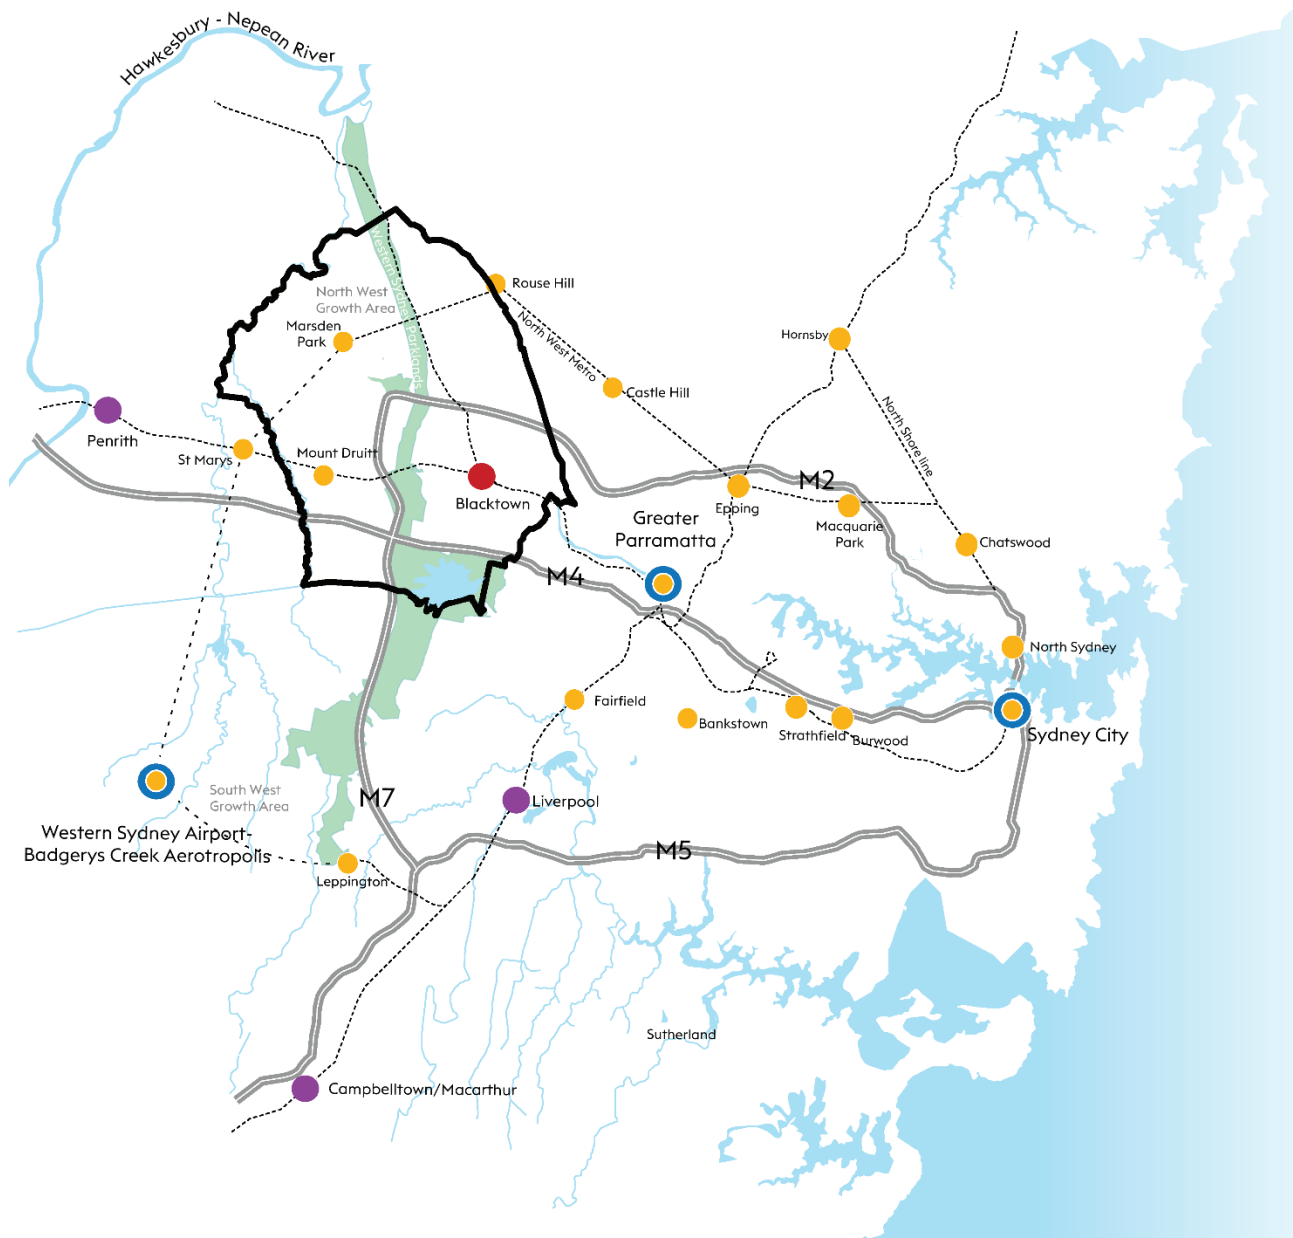 Hawkesbury - Nepean River
Western Sydney Parklands
Rouse Hill
North West
Growth Area
Marsden
Park
North West Metro
Hornsby
Castle Hill
North Shore line
Penrith
St Marys
Mount Druitt
Blacktown
M2
Epping
Macquarie
Park
Greater
Parramatta
Chatswood
M4
North Sydney
Fairfield
Bankstown
Strathfield
Burwood
Sydney City
South West
Growth Area
M7
Liverpool
Western Sydney Airport-
Badgerys Creek Aerotropolis
M5
Leppington
Sutherland
Campbelltown/Macarthur